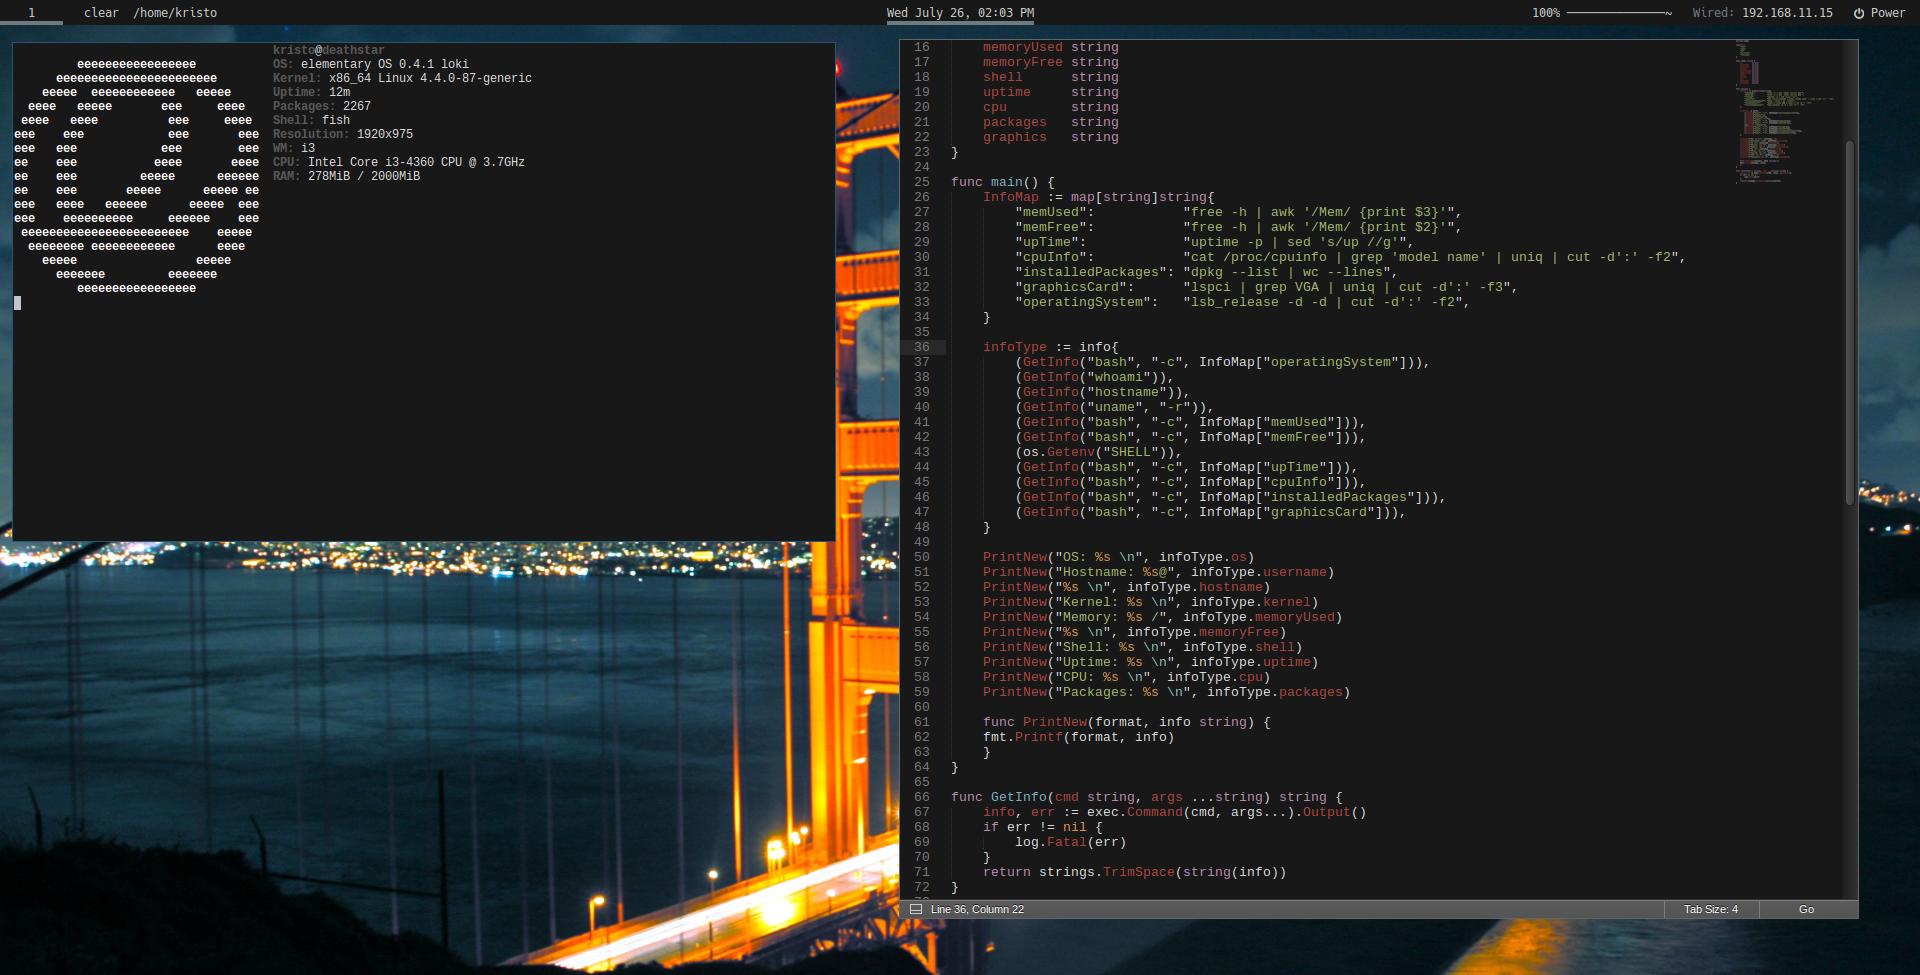 1 clear /home/kristo Wed July 26, 02:03 PM 100% ──────────────~ Wired: 192.168.11.15 Power
kristo@deathstar
eeeeeeeeeeeeeeeee OS: elementary OS 0.4.1 loki
eeeeeeeeeeeeeeeeeeeeeee Kernel: x86_64 Linux 4.4.0-87-generic
eeeee  eeeeeeeeeeee   eeeee Uptime: 12m
eeee   eeeee       eee     eeee Packages: 2267
eeee   eeee          eee     eeee Shell: fish
eee    eee            eee       eee Resolution: 1920x975
eee   eee            eee        eee WM: i3
ee    eee           eeee       eeee CPU: Intel Core i3-4360 CPU @ 3.7GHz
ee    eee         eeeee      eeeeee RAM: 278MiB / 2000MiB
ee    eee       eeeee      eeeee ee
eee   eeee   eeeeee      eeeee  eee
eee    eeeeeeeeee     eeeeee    eee
eeeeeeeeeeeeeeeeeeeeeeee    eeeee
eeeeeeee eeeeeeeeeeee      eeee
eeeee                 eeeee
eeeeeee         eeeeeee
eeeeeeeeeeeeeeeee
16     memoryUsed string
17     memoryFree string
18     shell      string
19     uptime     string
20     cpu        string
21     packages   string
22     graphics   string
23 }
24
25 func main() {
26     InfoMap := map[string]string{
27         "memUsed":           "free -h | awk '/Mem/ {print $3}'",
28         "memFree":           "free -h | awk '/Mem/ {print $2}'",
29         "upTime":            "uptime -p | sed 's/up //g'",
30         "cpuInfo":           "cat /proc/cpuinfo | grep 'model name' | uniq | cut -d':' -f2",
31         "installedPackages": "dpkg --list | wc --lines",
32         "graphicsCard":      "lspci | grep VGA | uniq | cut -d':' -f3",
33         "operatingSystem":   "lsb_release -d -d | cut -d':' -f2",
34     }
35
36     infoType := info{
37         (GetInfo("bash", "-c", InfoMap["operatingSystem"])),
38         (GetInfo("whoami")),
39         (GetInfo("hostname")),
40         (GetInfo("uname", "-r")),
41         (GetInfo("bash", "-c", InfoMap["memUsed"])),
42         (GetInfo("bash", "-c", InfoMap["memFree"])),
43         (os.Getenv("SHELL")),
44         (GetInfo("bash", "-c", InfoMap["upTime"])),
45         (GetInfo("bash", "-c", InfoMap["cpuInfo"])),
46         (GetInfo("bash", "-c", InfoMap["installedPackages"])),
47         (GetInfo("bash", "-c", InfoMap["graphicsCard"])),
48     }
49
50     PrintNew("OS: %s \n", infoType.os)
51     PrintNew("Hostname: %s@", infoType.username)
52     PrintNew("%s \n", infoType.hostname)
53     PrintNew("Kernel: %s \n", infoType.kernel)
54     PrintNew("Memory: %s /", infoType.memoryUsed)
55     PrintNew("%s \n", infoType.memoryFree)
56     PrintNew("Shell: %s \n", infoType.shell)
57     PrintNew("Uptime: %s \n", infoType.uptime)
58     PrintNew("CPU: %s \n", infoType.cpu)
59     PrintNew("Packages: %s \n", infoType.packages)
60
61     func PrintNew(format, info string) {
62     fmt.Printf(format, info)
63     }
64 }
65
66 func GetInfo(cmd string, args ...string) string {
67     info, err := exec.Command(cmd, args...).Output()
68     if err != nil {
69         log.Fatal(err)
70     }
71     return strings.TrimSpace(string(info))
72 }
Line 36, Column 22 Tab Size: 4 Go